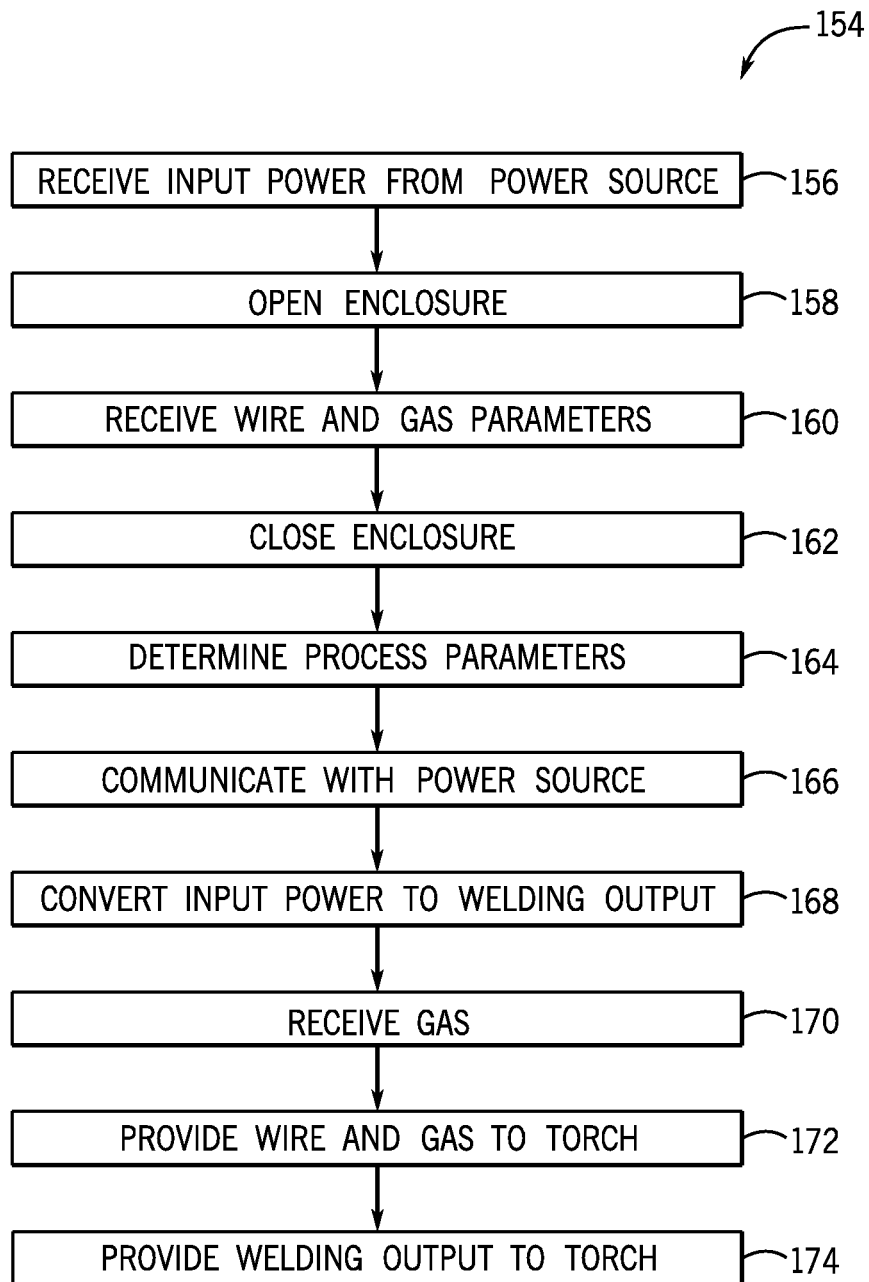 154
RECEIVE INPUT POWER FROM POWER SOURCE 156
OPEN ENCLOSURE 158
RECEIVE WIRE AND GAS PARAMETERS 160
CLOSE ENCLOSURE 162
DETERMINE PROCESS PARAMETERS 164
COMMUNICATE WITH POWER SOURCE 166
CONVERT INPUT POWER TO WELDING OUTPUT 168
RECEIVE GAS 170
PROVIDE WIRE AND GAS TO TORCH 172
PROVIDE WELDING OUTPUT TO TORCH 174